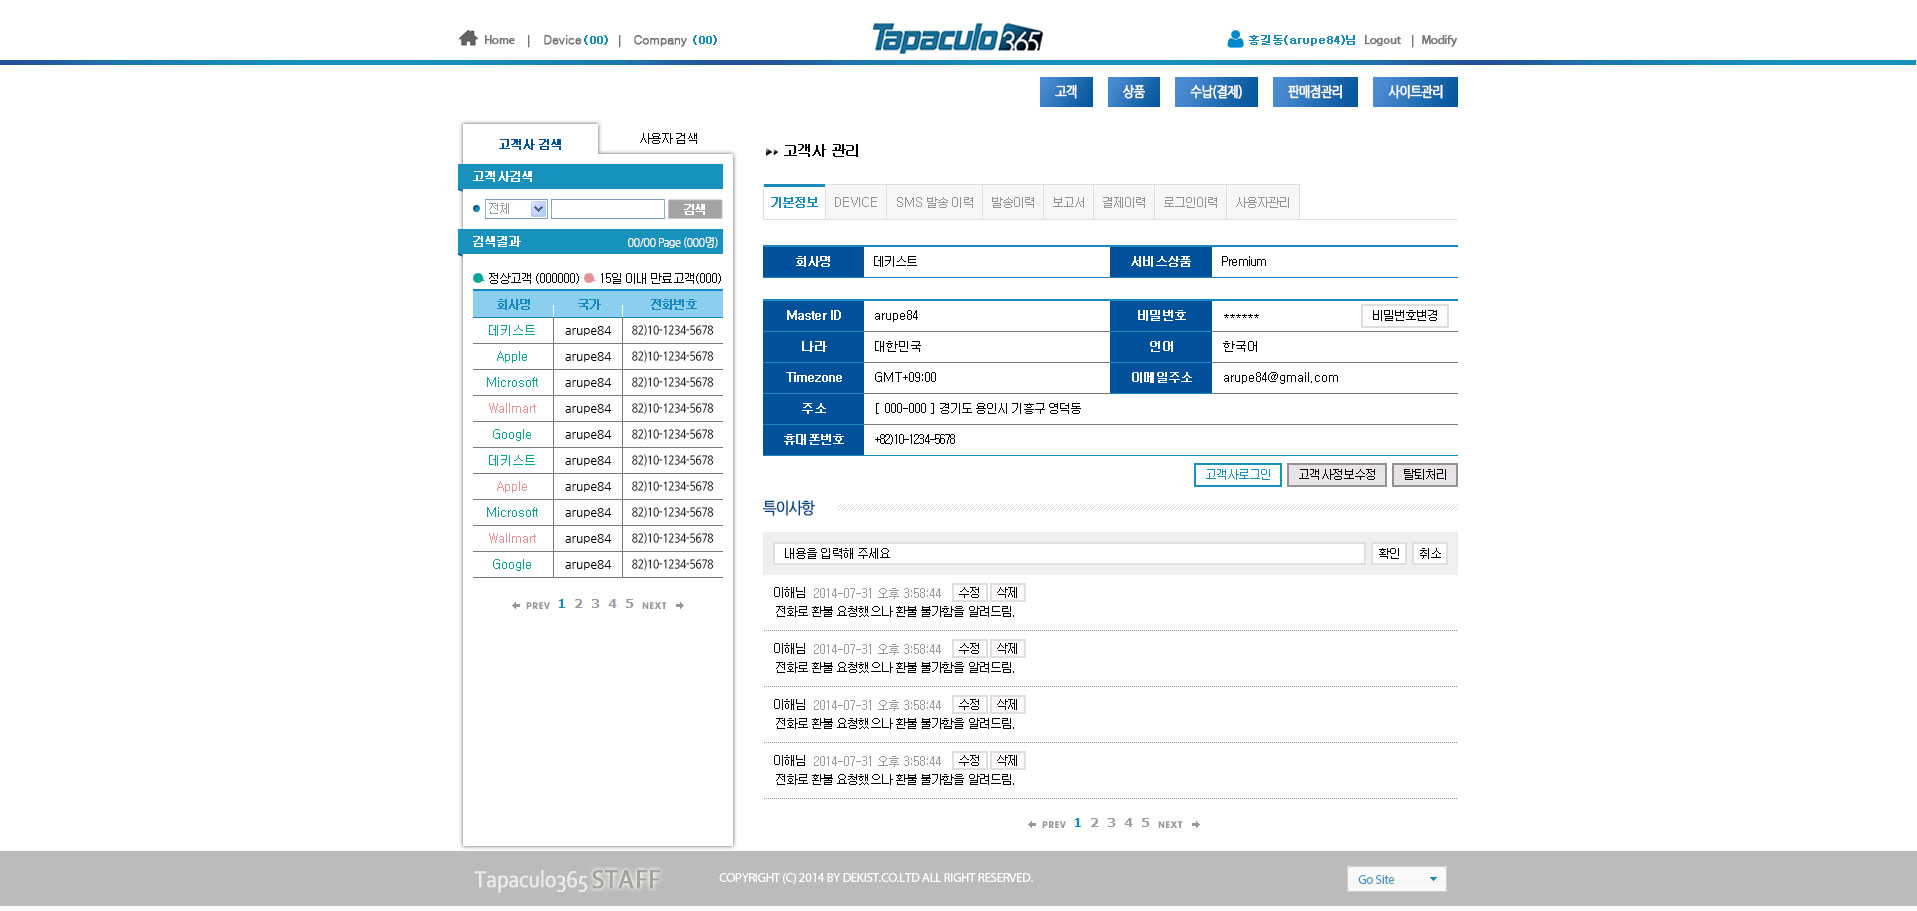 Home | Device(00) | Company (00)
Tapaculo365
홍길동(arupe84)님 Logout | Modify
고객 상품 수납(결제) 판매점관리 사이트관리
고객사 검색 사용자 검색
고객사검색
전체 검색
검색결과 00/00 Page (000명)
정상고객 (000000) 15일 이내 만료고객(000)
회사명 국가 전화번호
데키스트 arupe84 82)10-1234-5678
Apple arupe84 82)10-1234-5678
Microsoft arupe84 82)10-1234-5678
Wallmart arupe84 82)10-1234-5678
Google arupe84 82)10-1234-5678
데키스트 arupe84 82)10-1234-5678
Apple arupe84 82)10-1234-5678
Microsoft arupe84 82)10-1234-5678
Wallmart arupe84 82)10-1234-5678
Google arupe84 82)10-1234-5678
PREV 1 2 3 4 5 NEXT
고객사 관리
기본정보 DEVICE SMS 발송 이력 발송이력 보고서 결제이력 로그인이력 사용자관리
회사명 데키스트 서비스상품 Premium
Master ID arupe84 비밀번호 ****** 비밀번호변경
나라 대한민국 언어 한국어
Timezone GMT+09:00 이메일주소 arupe84@gmail.com
주소 [ 000-000 ] 경기도 용인시 기흥구 영덕동
휴대폰번호 +82)10-1234-5678
고객사로그인 고객사정보수정 탈퇴처리
특이사항
내용을 입력해 주세요 확인 취소
이해님 2014-07-31 오후 3:58:44 수정 삭제
전화로 환불 요청했으나 환불 불가함을 알려드림.
이해님 2014-07-31 오후 3:58:44 수정 삭제
전화로 환불 요청했으나 환불 불가함을 알려드림.
이해님 2014-07-31 오후 3:58:44 수정 삭제
전화로 환불 요청했으나 환불 불가함을 알려드림.
이해님 2014-07-31 오후 3:58:44 수정 삭제
전화로 환불 요청했으나 환불 불가함을 알려드림.
PREV 1 2 3 4 5 NEXT
Tapaculo365 STAFF
COPYRIGHT (C) 2014 BY DEKIST.CO.LTD ALL RIGHT RESERVED.
Go Site